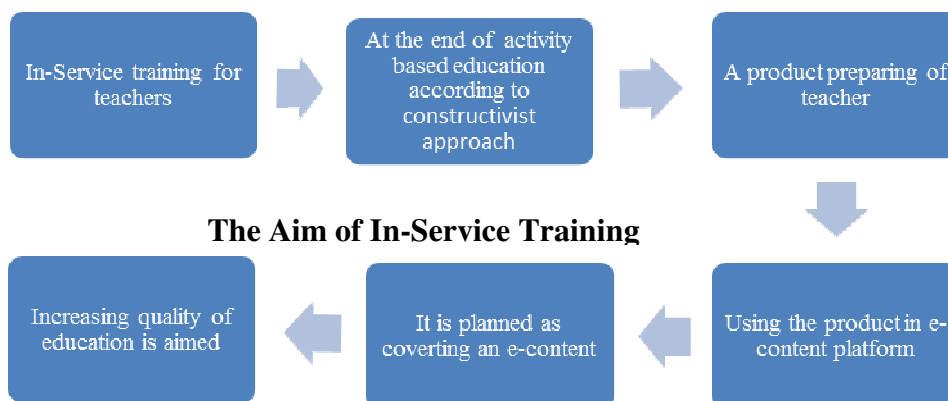 In-Service training for
teachers
At the end of activity
based education
according to
constructivist
approach
A product preparing of
teacher
The Aim of In-Service Training
Using the product in e-
content platform
It is planned as
coverting an e-content
Increasing quality of
education is aimed